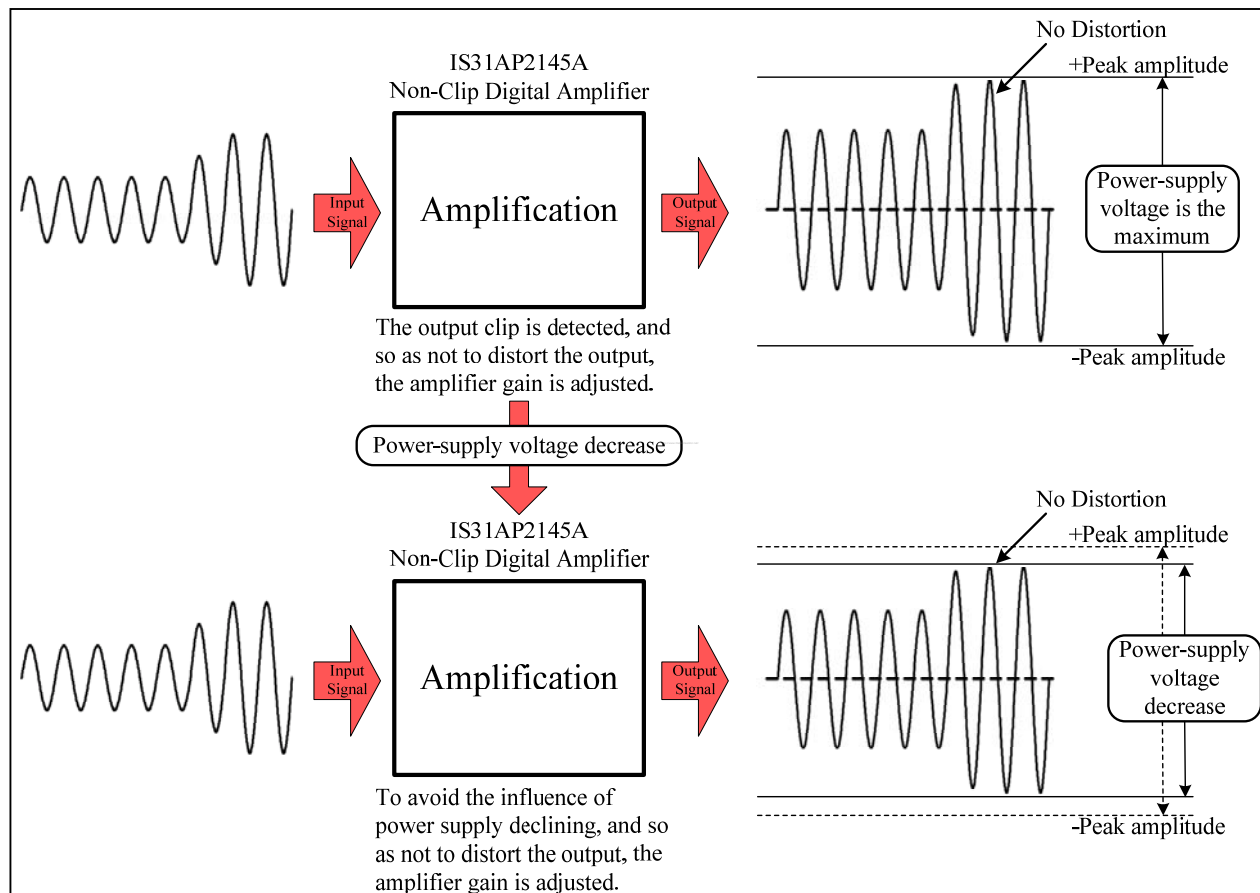 IS31AP2145A
Non-Clip Digital Amplifier
Input
Signal
Amplification
Output
Signal
No Distortion
+Peak amplitude
Power-supply
voltage is the
maximum
-Peak amplitude
The output clip is detected, and
so as not to distort the output,
the amplifier gain is adjusted.
Power-supply voltage decrease
IS31AP2145A
Non-Clip Digital Amplifier
Input
Signal
Amplification
Output
Signal
No Distortion
+Peak amplitude
Power-supply
voltage
decrease
-Peak amplitude
To avoid the influence of
power supply declining, and so
as not to distort the output, the
amplifier gain is adjusted.